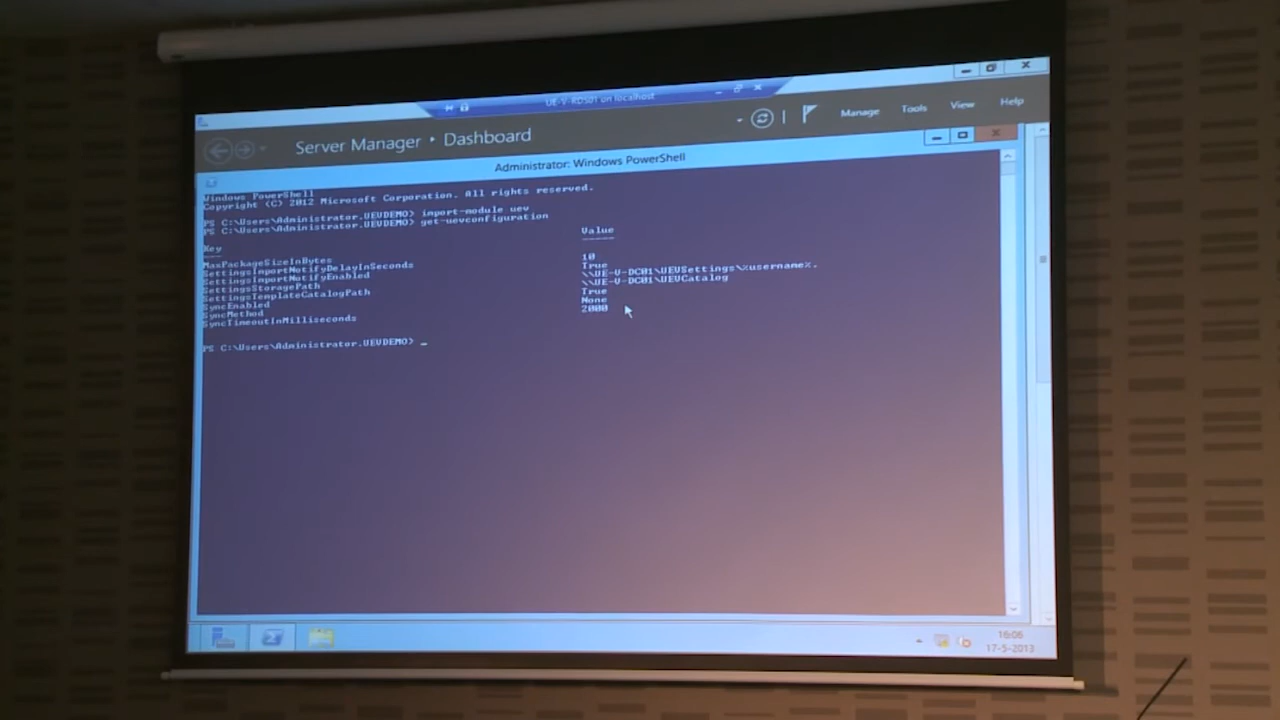 UE-V-RDS01 on localhost
Server Manager • Dashboard
Manage Tools View Help
Administrator: Windows PowerShell
Windows PowerShell
Copyright (C) 2012 Microsoft Corporation. All rights reserved.
PS C:\Users\Administrator.UEVDEMO> import-module uev
PS C:\Users\Administrator.UEVDEMO> get-uevconfiguration
Key Value
--- -----
MaxPackageSizeInBytes
SettingsImportNotifyDelayInSeconds 10
SettingsImportNotifyEnabled True
SettingsStoragePath \\UE-V-DC01\UEVSettings\%username%.
SettingsTemplateCatalogPath \\UE-V-DC01\UEVCatalog
SyncEnabled True
SyncMethod None
SyncTimeoutInMilliseconds 2000
PS C:\Users\Administrator.UEVDEMO> _
16:06
17-5-2013